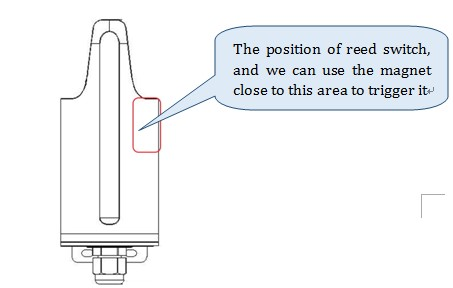 The position of reed switch,
and we can use the magnet
close to this area to trigger it